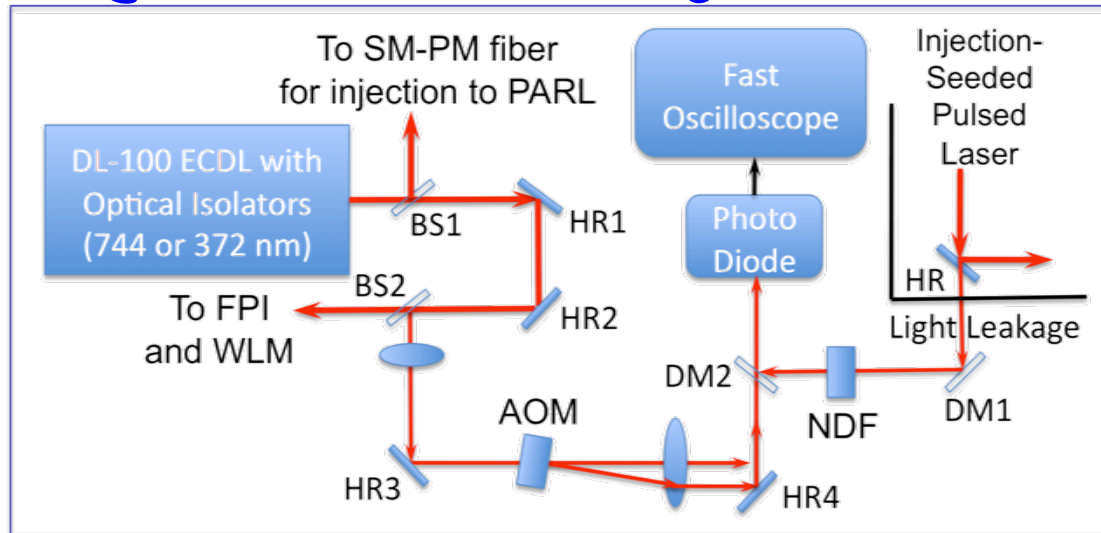 To SM-PM fiber
for injection to PARL
Fast
Oscilloscope
Injection-
Seeded
Pulsed
Laser
DL-100 ECDL with
Optical Isolators
(744 or 372 nm)
BS1
HR1
Photo
Diode
HR
BS2
HR2
To FPI
and WLM
Light Leakage
DM2
NDF
DM1
AOM
HR3
HR4